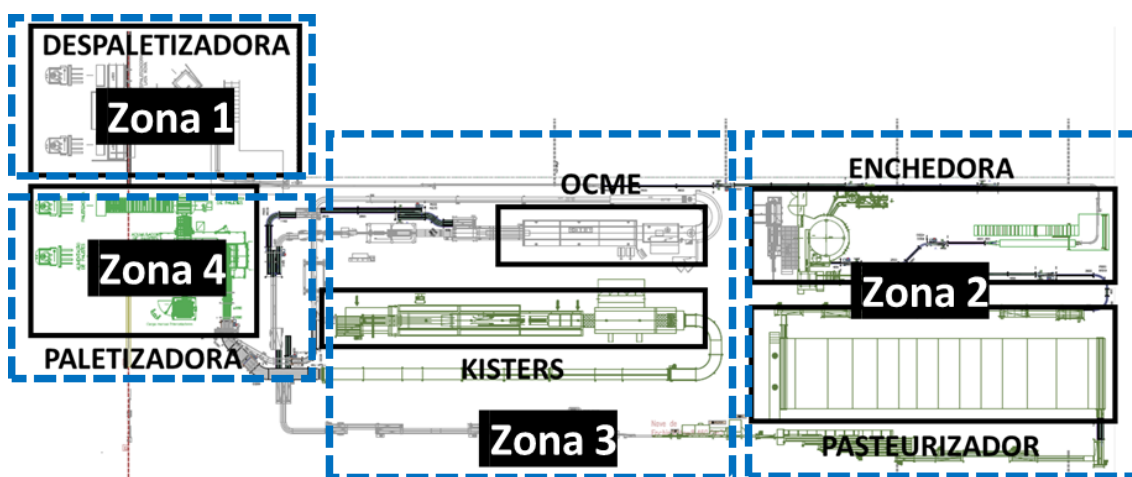 DESPALETIZADORA
Zona 1
OCME
ENCHEDORA
Zona 4
Zona 2
PALETIZADORA
KISTERS
Zona 3
PASTEURIZADOR